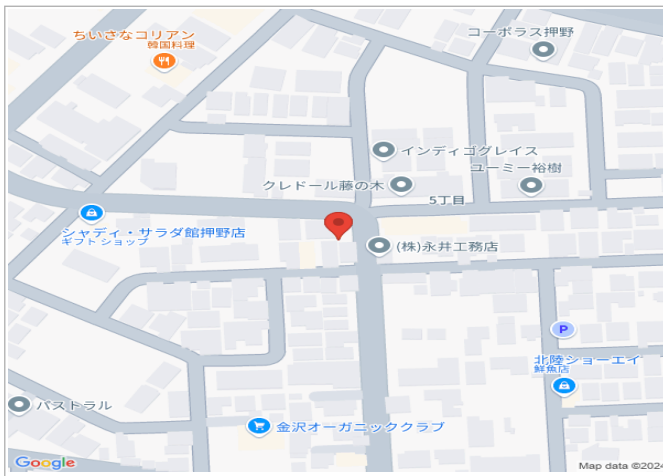 ちいさなコリアン
韓国料理
コーポラス押野
インディゴグレイス
クレドール藤の木
ユーミー裕樹
5丁目
シャディ・サラダ館押野店
ギフト ショップ
(株)永井工務店
P
北陸ショーエイ
鮮魚店
パストラル
金沢オーガニッククラブ
Google
Map data ©2024